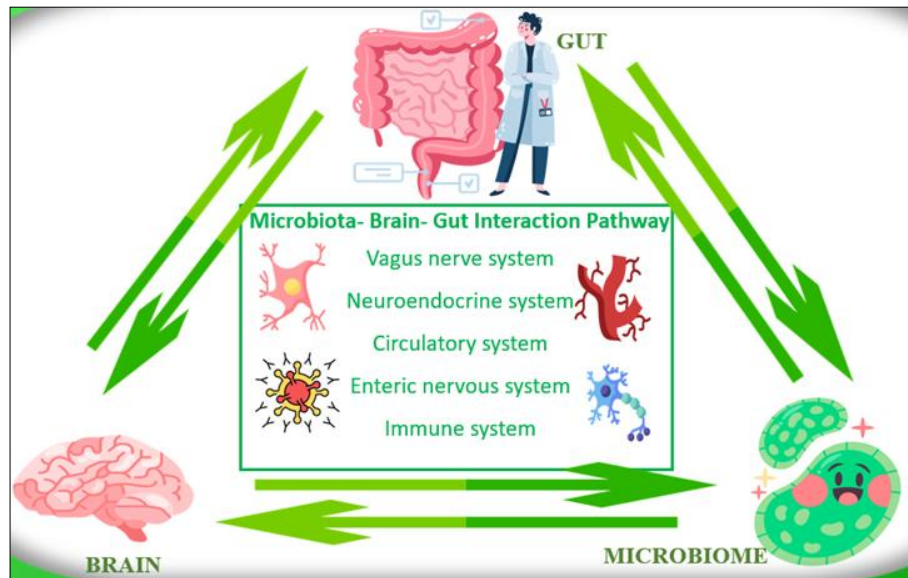 GUT
Microbiota- Brain- Gut Interaction Pathway
Vagus nerve system
Neuroendocrine system
Circulatory system
Enteric nervous system
Immune system
BRAIN
MICROBIOME